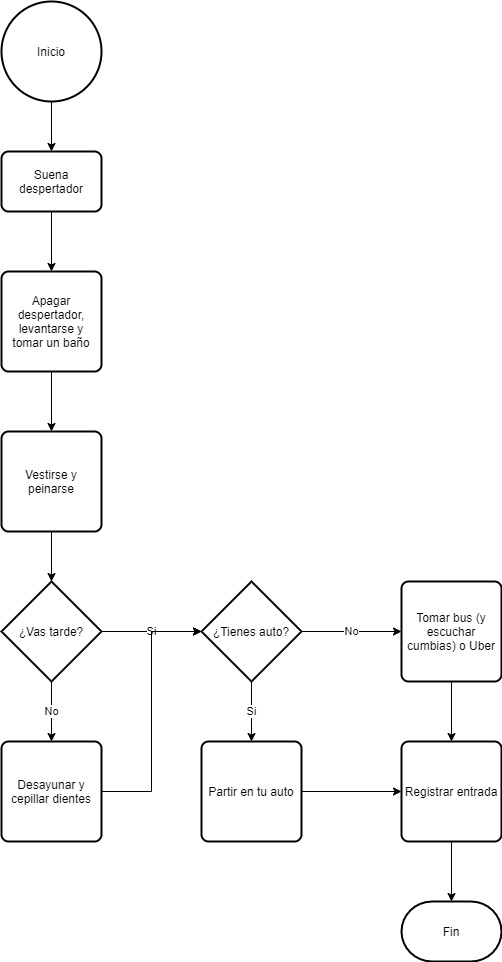 Inicio
Suena
despertador
Apagar
despertador,
levantarse y
tomar un baño
Vestirse y
peinarse
¿Vas tarde?
Si
¿Tienes auto?
No
Tomar bus (y
escuchar
cumbias) o Uber
No
Si
Desayunar y
cepillar dientes
Partir en tu auto
Registrar entrada
Fin